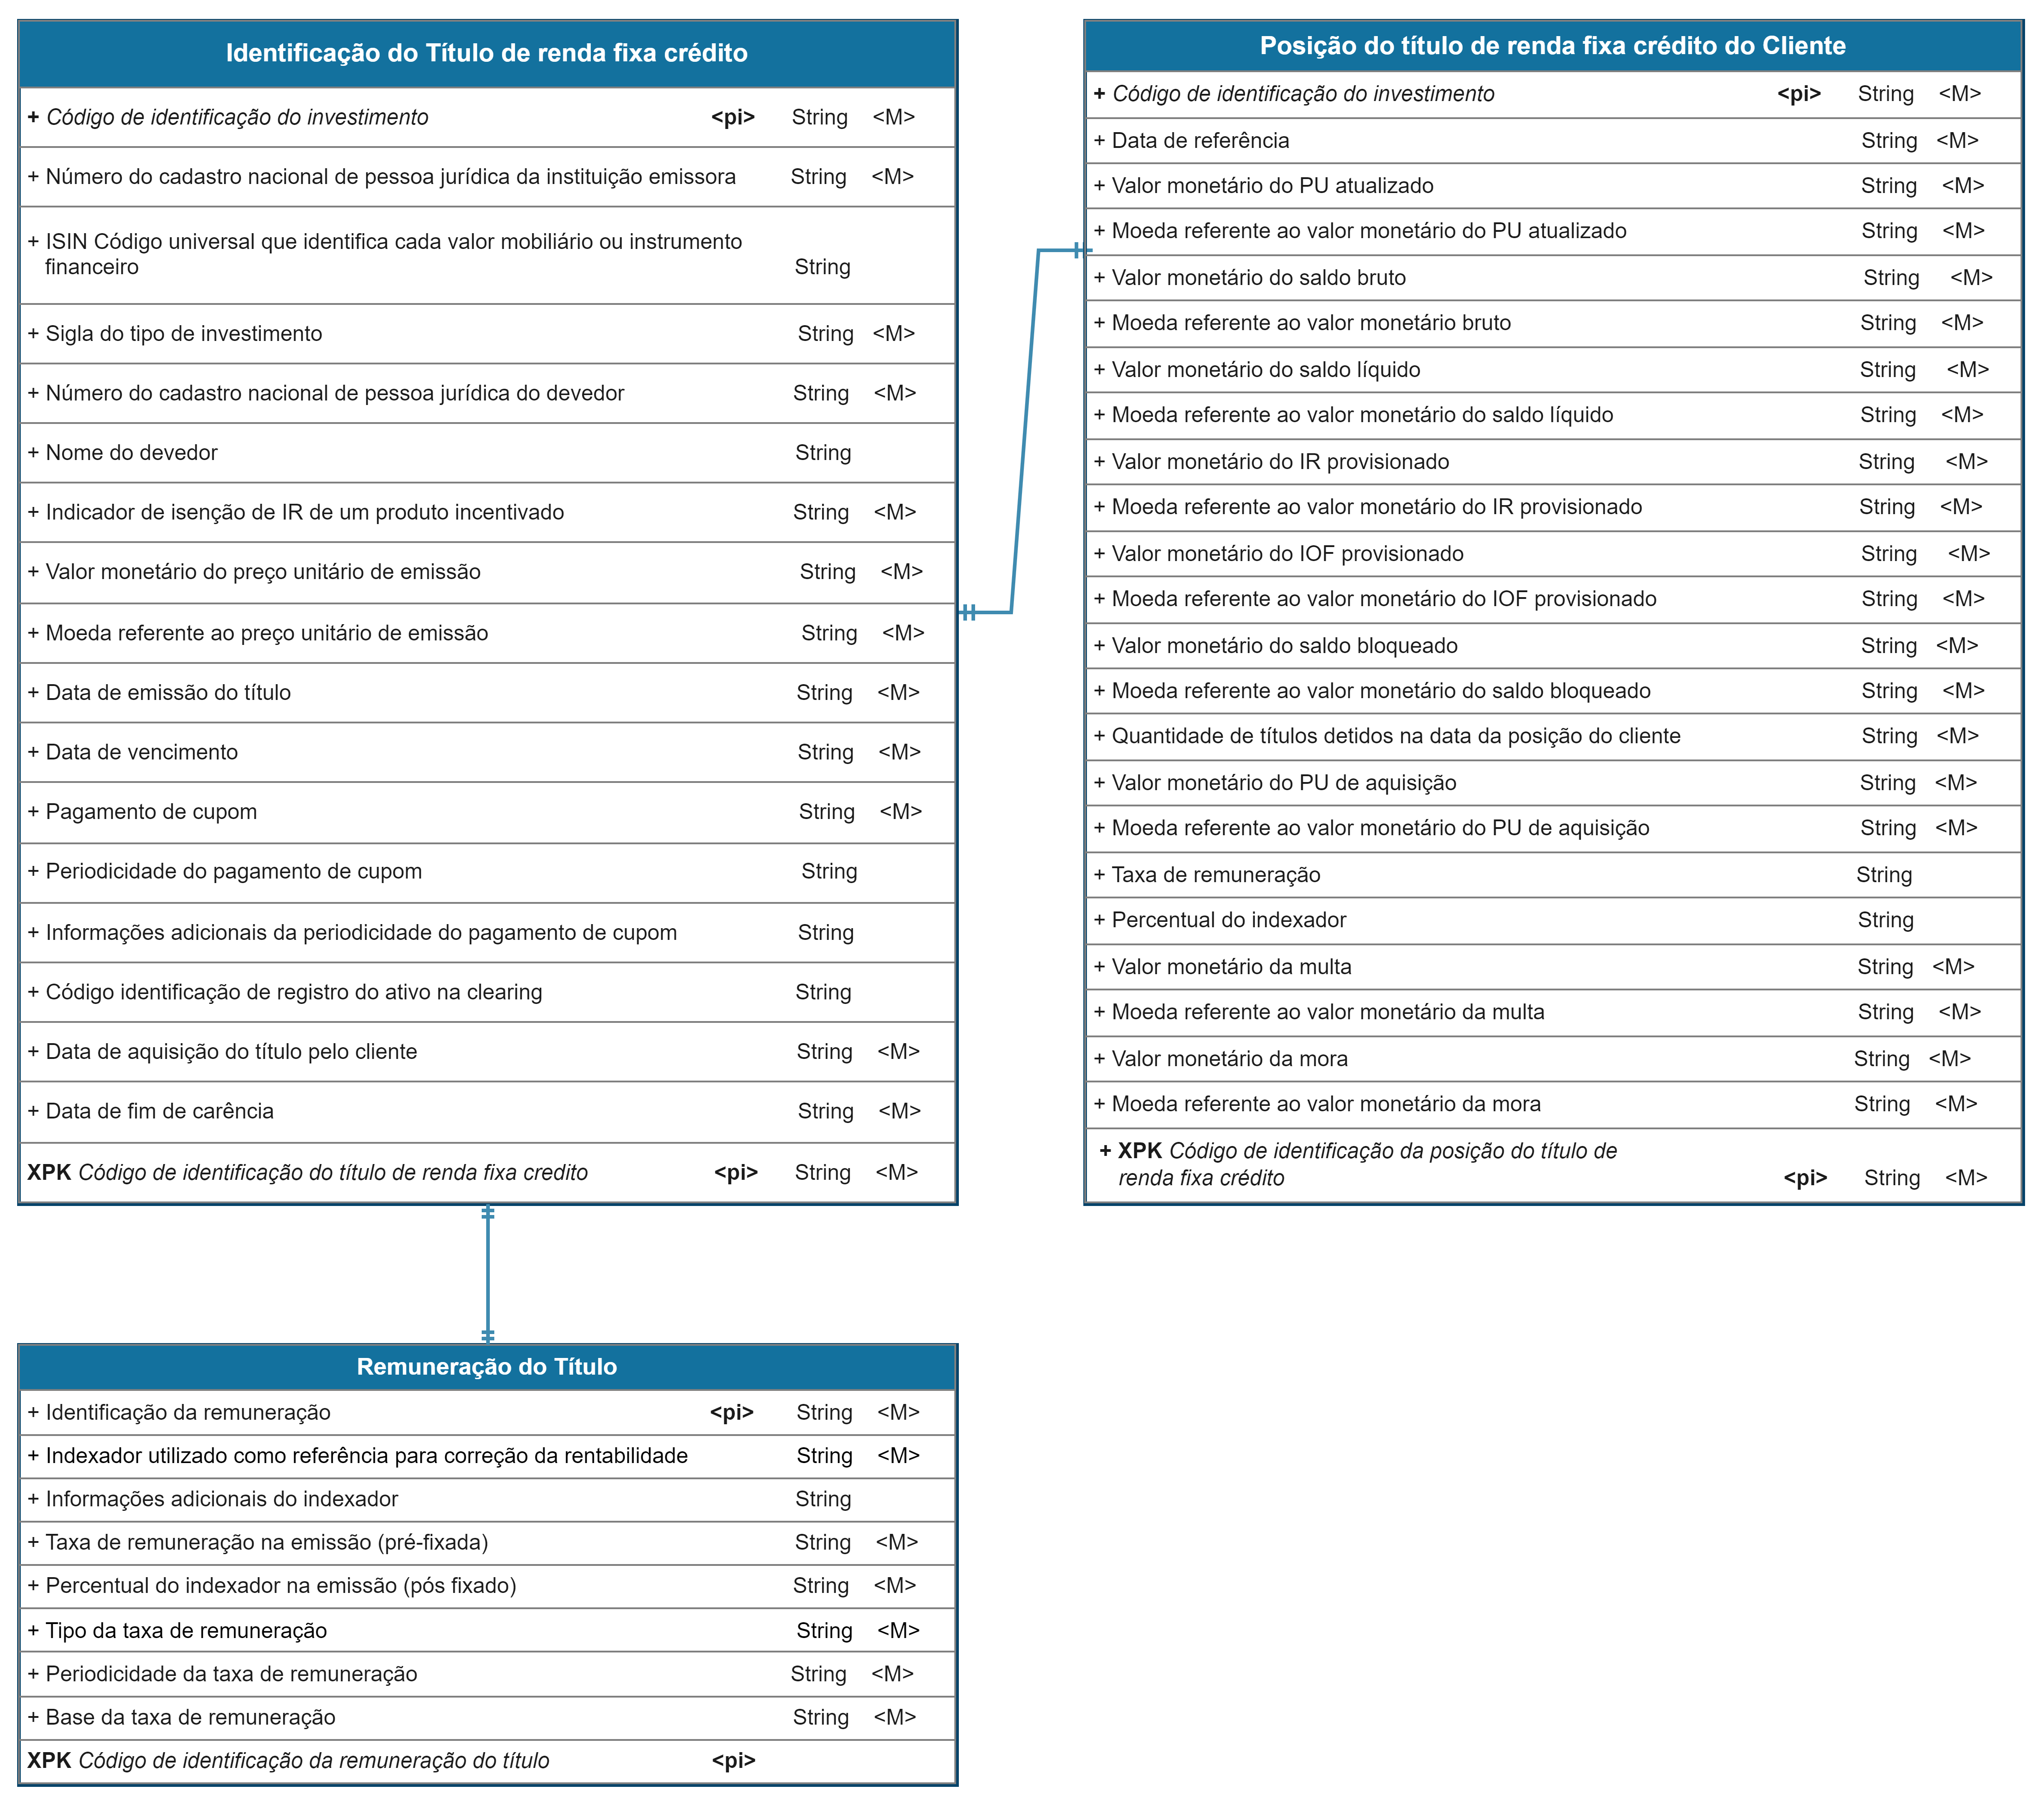 Identificação do Título de renda fixa crédito
+ Código de identificação do investimento <pi> String <M>
+ Número do cadastro nacional de pessoa jurídica da instituição emissora String <M>
+ ISIN Código universal que identifica cada valor mobiliário ou instrumento
financeiro String
+ Sigla do tipo de investimento String <M>
+ Número do cadastro nacional de pessoa jurídica do devedor String <M>
+ Nome do devedor String
+ Indicador de isenção de IR de um produto incentivado String <M>
+ Valor monetário do preço unitário de emissão String <M>
+ Moeda referente ao preço unitário de emissão String <M>
+ Data de emissão do título String <M>
+ Data de vencimento String <M>
+ Pagamento de cupom String <M>
+ Periodicidade do pagamento de cupom String
+ Informações adicionais da periodicidade do pagamento de cupom String
+ Código identificação de registro do ativo na clearing String
+ Data de aquisição do título pelo cliente String <M>
+ Data de fim de carência String <M>
XPK Código de identificação do título de renda fixa credito <pi> String <M>
Posição do título de renda fixa crédito do Cliente
+ Código de identificação do investimento <pi> String <M>
+ Data de referência String <M>
+ Valor monetário do PU atualizado String <M>
+ Moeda referente ao valor monetário do PU atualizado String <M>
+ Valor monetário do saldo bruto String <M>
+ Moeda referente ao valor monetário bruto String <M>
+ Valor monetário do saldo líquido String <M>
+ Moeda referente ao valor monetário do saldo líquido String <M>
+ Valor monetário do IR provisionado String <M>
+ Moeda referente ao valor monetário do IR provisionado String <M>
+ Valor monetário do IOF provisionado String <M>
+ Moeda referente ao valor monetário do IOF provisionado String <M>
+ Valor monetário do saldo bloqueado String <M>
+ Moeda referente ao valor monetário do saldo bloqueado String <M>
+ Quantidade de títulos detidos na data da posição do cliente String <M>
+ Valor monetário do PU de aquisição String <M>
+ Moeda referente ao valor monetário do PU de aquisição String <M>
+ Taxa de remuneração String
+ Percentual do indexador String
+ Valor monetário da multa String <M>
+ Moeda referente ao valor monetário da multa String <M>
+ Valor monetário da mora String <M>
+ Moeda referente ao valor monetário da mora String <M>
+ XPK Código de identificação da posição do título de
renda fixa crédito <pi> String <M>
Remuneração do Título
+ Identificação da remuneração <pi> String <M>
+ Indexador utilizado como referência para correção da rentabilidade String <M>
+ Informações adicionais do indexador String
+ Taxa de remuneração na emissão (pré-fixada) String <M>
+ Percentual do indexador na emissão (pós fixado) String <M>
+ Tipo da taxa de remuneração String <M>
+ Periodicidade da taxa de remuneração String <M>
+ Base da taxa de remuneração String <M>
XPK Código de identificação da remuneração do título <pi>